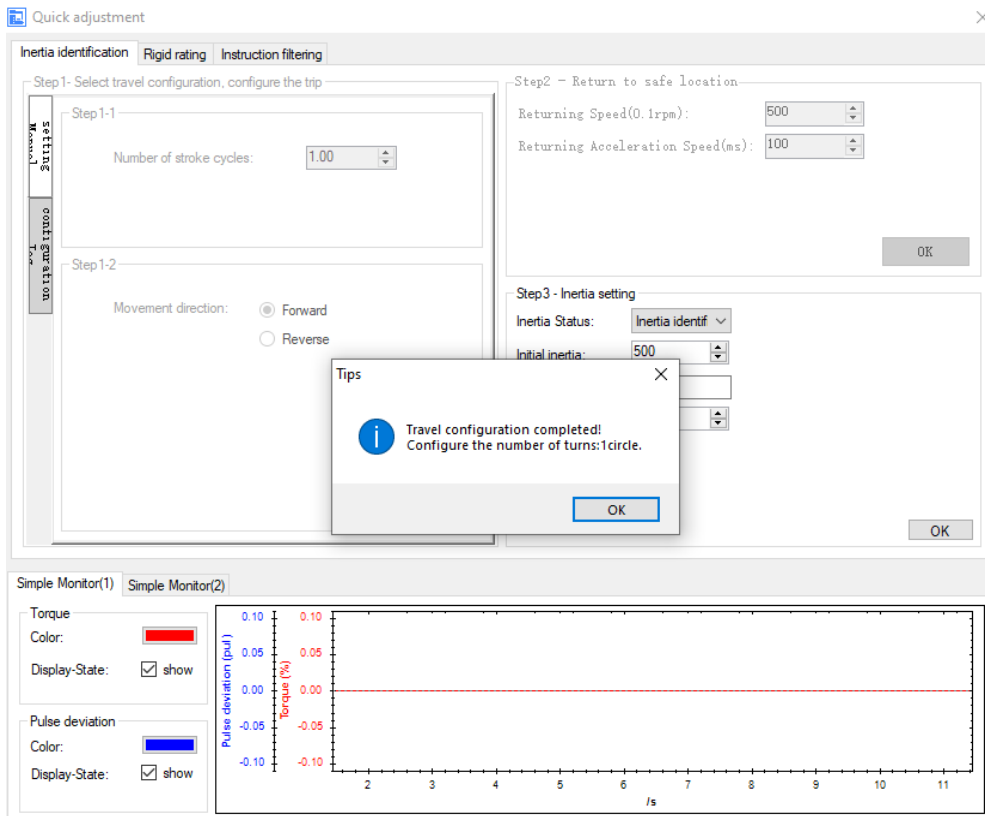 Quick adjustment
Inertia identification
Rigid rating
Instruction filtering
Step1- Select travel configuration, configure the trip
setting
Manual
configuration
Step1-1
Number of stroke cycles:
1.00
Step1-2
Movement direction:
Forward
Reverse
Step2 - Return to safe location
Returning Speed(0.1rpm):
500
Returning Acceleration Speed(ms):
100
OK
Step3 - Inertia setting
Inertia Status:
Inertia identif
Initial inertia:
500
OK
Tips
Travel configuration completed!
Configure the number of turns:1circle.
OK
Simple Monitor(1)
Simple Monitor(2)
Torque
Color:
Display-State:
show
Pulse deviation
Color:
Display-State:
show
Pulse deviation (pul)
0.10
0.05
0.00
-0.05
-0.10
Torque (%)
0.10
0.05
0.00
-0.05
-0.10
2 3 4 5 6 7 8 9 10 11
/s